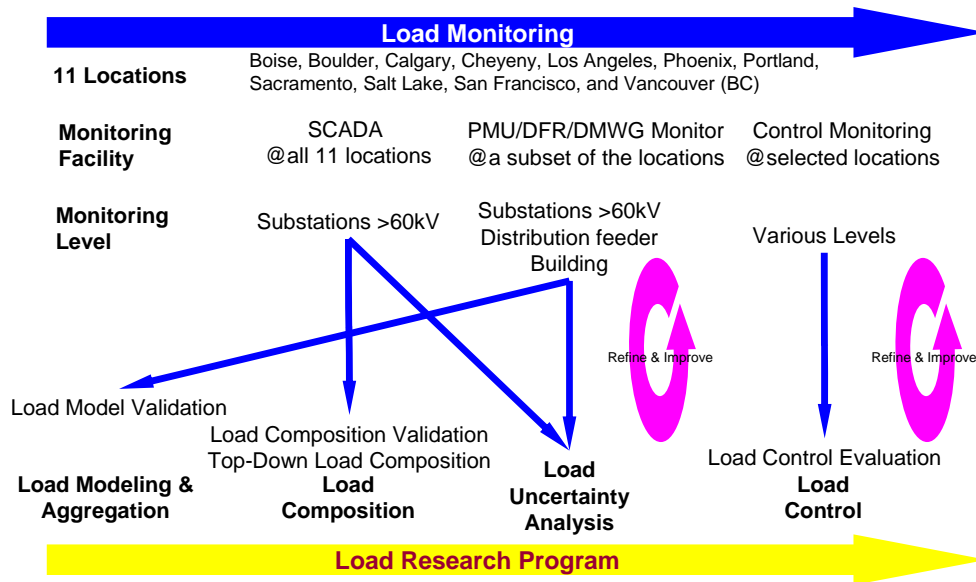 Load Monitoring
11 Locations
Boise, Boulder, Calgary, Cheyeny, Los Angeles, Phoenix, Portland,
Sacramento, Salt Lake, San Francisco, and Vancouver (BC)
Monitoring
Facility
SCADA
@all 11 locations
PMU/DFR/DMWG Monitor
@a subset of the locations
Control Monitoring
@selected locations
Monitoring
Level
Substations >60kV
Substations >60kV
Distribution feeder
Building
Various Levels
Refine & Improve
Refine & Improve
Load Model Validation
Load Composition Validation
Top-Down Load Composition
Load Control Evaluation
Load Modeling &
Aggregation
Load
Composition
Load
Uncertainty
Analysis
Load
Control
Load Research Program